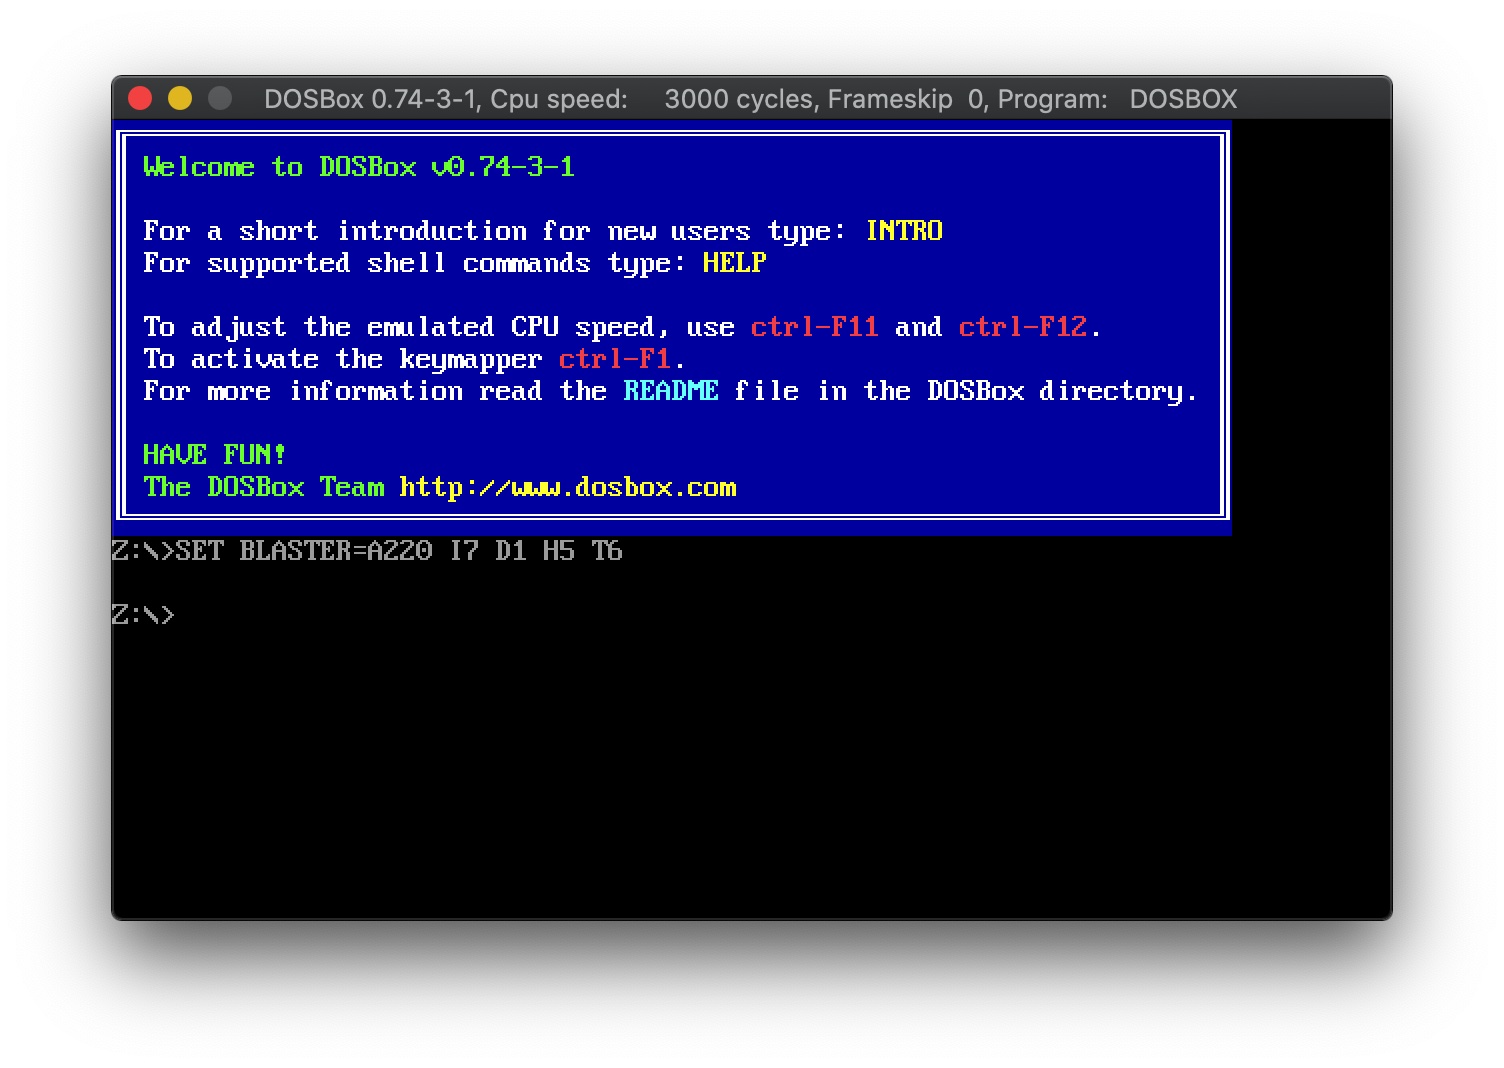 DOSBox 0.74-3-1, Cpu speed: 3000 cycles, Frameskip 0, Program: DOSBOX
Welcome to DOSBox v0.74-3-1
For a short introduction for new users type: INTRO
For supported shell commands type: HELP
To adjust the emulated CPU speed, use ctrl-F11 and ctrl-F12.
To activate the keymapper ctrl-F1.
For more information read the README file in the DOSBox directory.
HAVE FUN!
The DOSBox Team http://www.dosbox.com
Z:\>SET BLASTER=A220 I7 D1 H5 T6
Z:\>